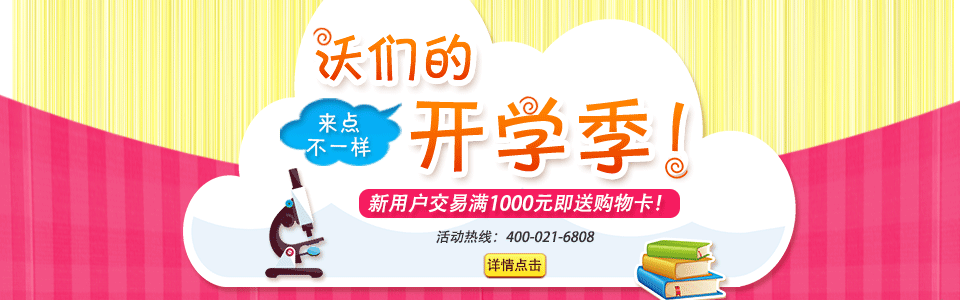 沃们的
来点
不一样
开学季！
新用户交易满1000元即送购物卡！
活动热线：400-021-6808
详情点击